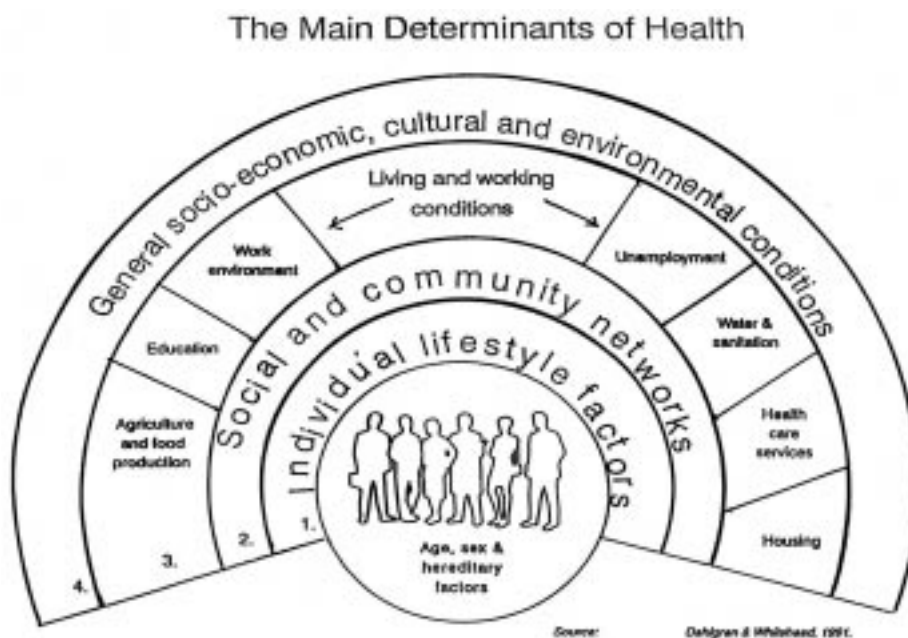 The Main Determinants of Health
General socio-economic, cultural and environmental conditions
Living and working
conditions
Work
environment
Unemployment
Education
Water &
sanitation
Agriculture
and food
production
Health
care
services
Housing
Social and community networks
Individual lifestyle factors
Age, sex &
hereditary
factors
1.
2.
3.
4.
Source: Dahlgren & Whitehead, 1991.